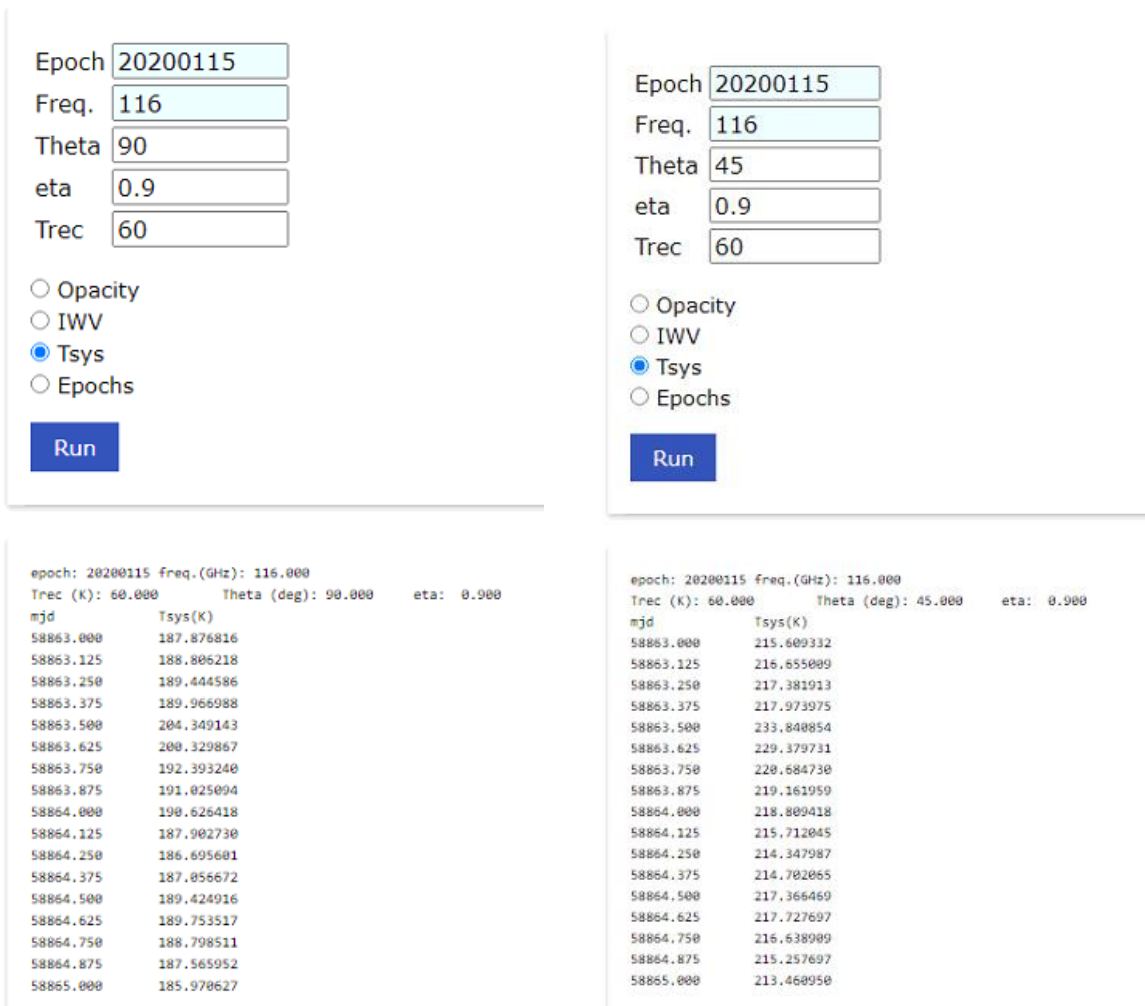 Epoch 20200115
Freq. 116
Theta 90
eta 0.9
Trec 60
Opacity
IWV
Tsys
Epochs
Run
epoch: 20200115 freq.(GHz): 116.000
Trec (K): 60.000 Theta (deg): 90.000 eta: 0.900
mjd Tsys(K)
58863.000 187.876816
58863.125 188.806218
58863.250 189.444586
58863.375 189.966988
58863.500 204.349143
58863.625 200.329867
58863.750 192.393240
58863.875 191.025094
58864.000 190.626418
58864.125 187.902730
58864.250 186.695601
58864.375 187.056672
58864.500 189.424916
58864.625 189.753517
58864.750 188.798511
58864.875 187.565952
58865.000 185.970627
Epoch 20200115
Freq. 116
Theta 45
eta 0.9
Trec 60
Opacity
IWV
Tsys
Epochs
Run
epoch: 20200115 freq.(GHz): 116.000
Trec (K): 60.000 Theta (deg): 45.000 eta: 0.900
mjd Tsys(K)
58863.000 215.609332
58863.125 216.655009
58863.250 217.381913
58863.375 217.973975
58863.500 233.840854
58863.625 229.379731
58863.750 220.684730
58863.875 219.161959
58864.000 218.809418
58864.125 215.712045
58864.250 214.347987
58864.375 214.702065
58864.500 217.366469
58864.625 217.727697
58864.750 216.638909
58864.875 215.257697
58865.000 213.460950